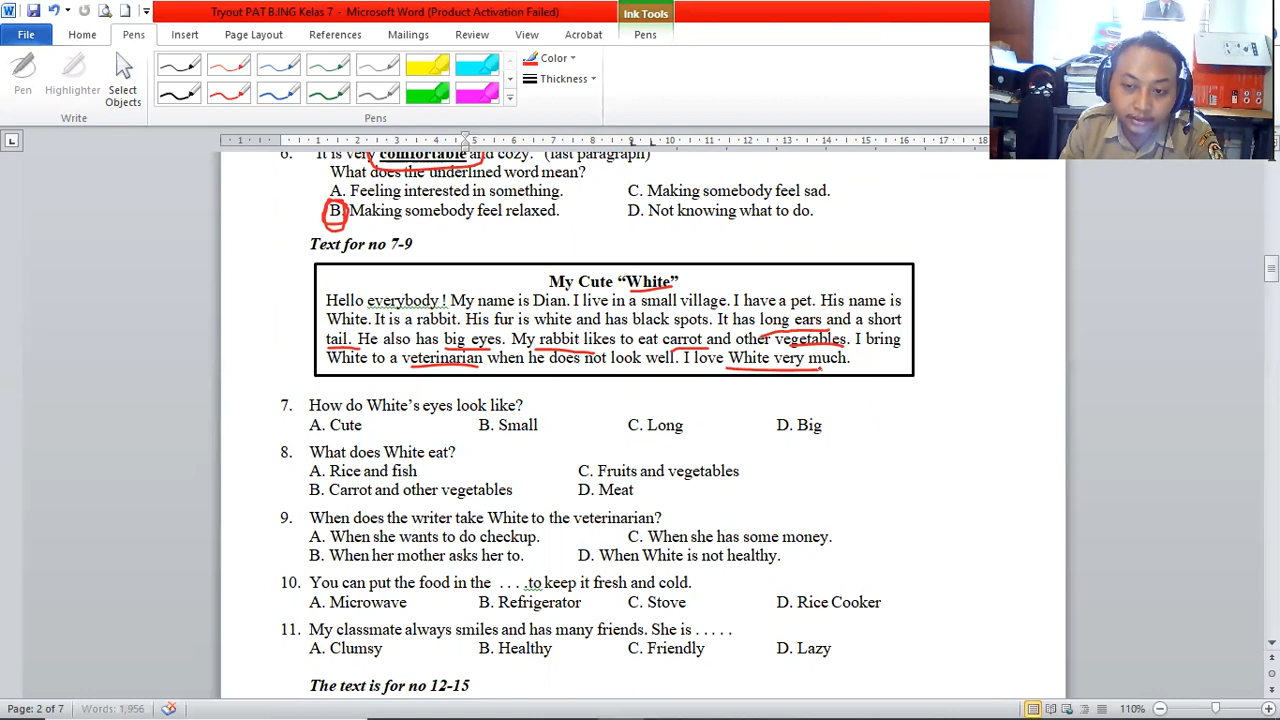 Tryout PAT B.ING Kelas 7 - Microsoft Word (Product Activation Failed)
Ink Tools
File Home Pens Insert Page Layout References Mailings Review View Acrobat Pens
Pen Highlighter Select Objects
Color
Thickness
Write Pens
6. It is very comfortable and cozy. (last paragraph)
What does the underlined word mean?
A. Feeling interested in something. C. Making somebody feel sad.
B. Making somebody feel relaxed. D. Not knowing what to do.
Text for no 7-9
My Cute “White”
Hello everybody ! My name is Dian. I live in a small village. I have a pet. His name is
White. It is a rabbit. His fur is white and has black spots. It has long ears and a short
tail. He also has big eyes. My rabbit likes to eat carrot and other vegetables. I bring
White to a veterinarian when he does not look well. I love White very much.
7. How do White’s eyes look like?
A. Cute B. Small C. Long D. Big
8. What does White eat?
A. Rice and fish C. Fruits and vegetables
B. Carrot and other vegetables D. Meat
9. When does the writer take White to the veterinarian?
A. When she wants to do checkup. C. When she has some money.
B. When her mother asks her to. D. When White is not healthy.
10. You can put the food in the . . . .to keep it fresh and cold.
A. Microwave B. Refrigerator C. Stove D. Rice Cooker
11. My classmate always smiles and has many friends. She is . . . . .
A. Clumsy B. Healthy C. Friendly D. Lazy
The text is for no 12-15
Page: 2 of 7 Words: 1,956 110%